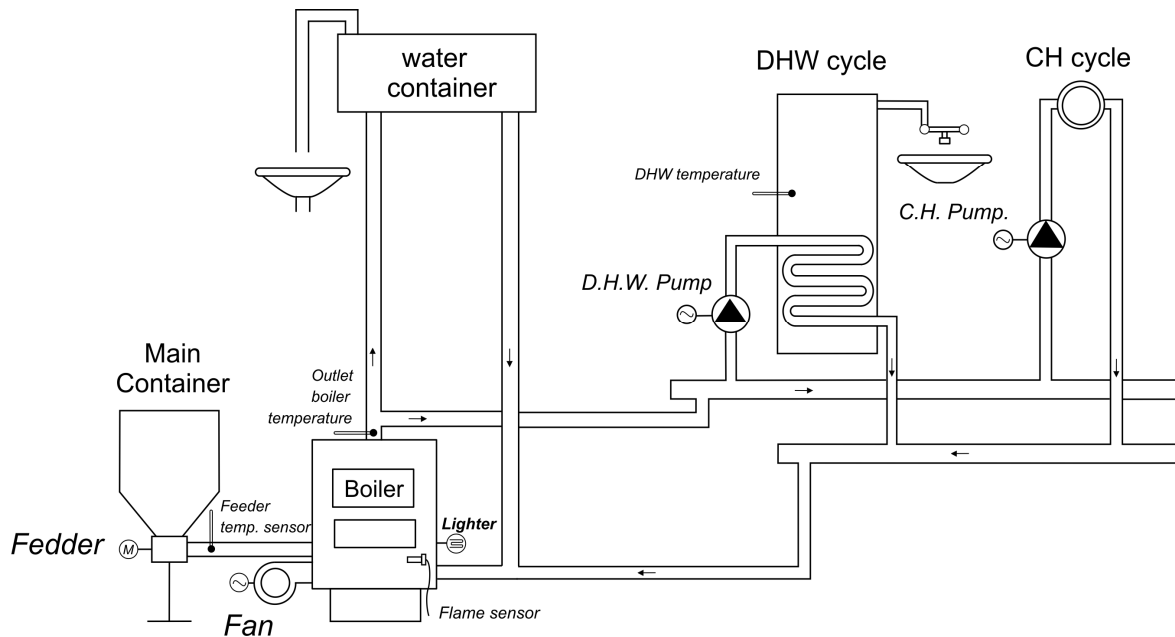 water
container
DHW cycle
CH cycle
DHW temperature
C.H. Pump.
D.H.W. Pump
Main
Container
Outlet
boiler
temperature
Boiler
Feeder
temp. sensor
Lighter
Fedder
M
Fan
Flame sensor